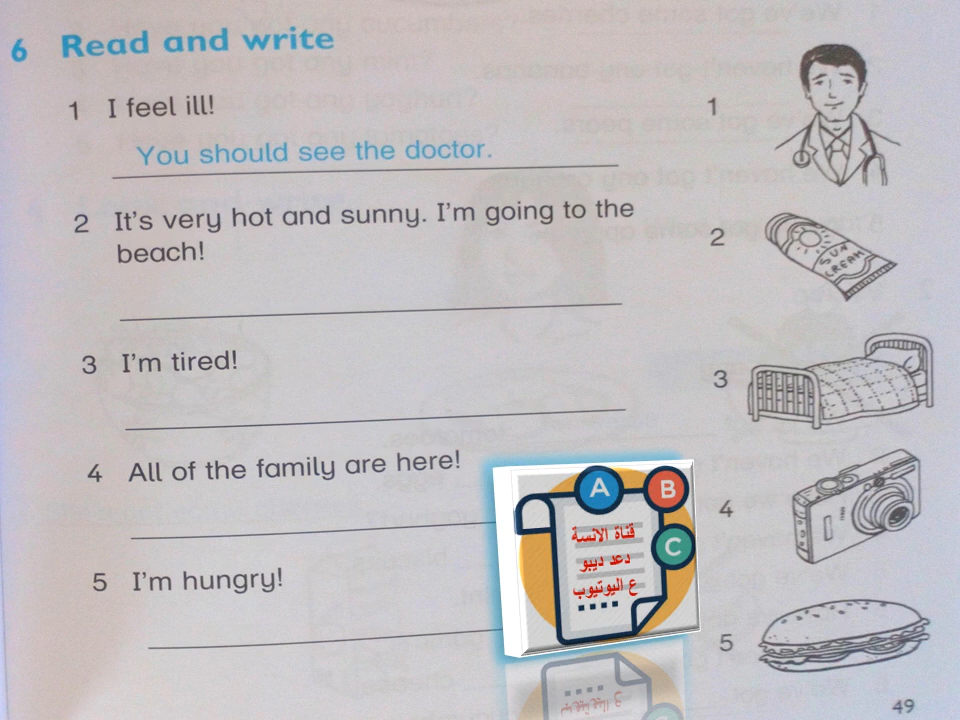 6 Read and write
1 I feel ill!
You should see the doctor.
1
2 It's very hot and sunny. I'm going to the
beach!
2
SUN
CREAM
3 I'm tired!
3
4 All of the family are here!
4
A B
C
قناة الانسة
دعد ديبو
ع اليوتيوب
5 I'm hungry!
5
49